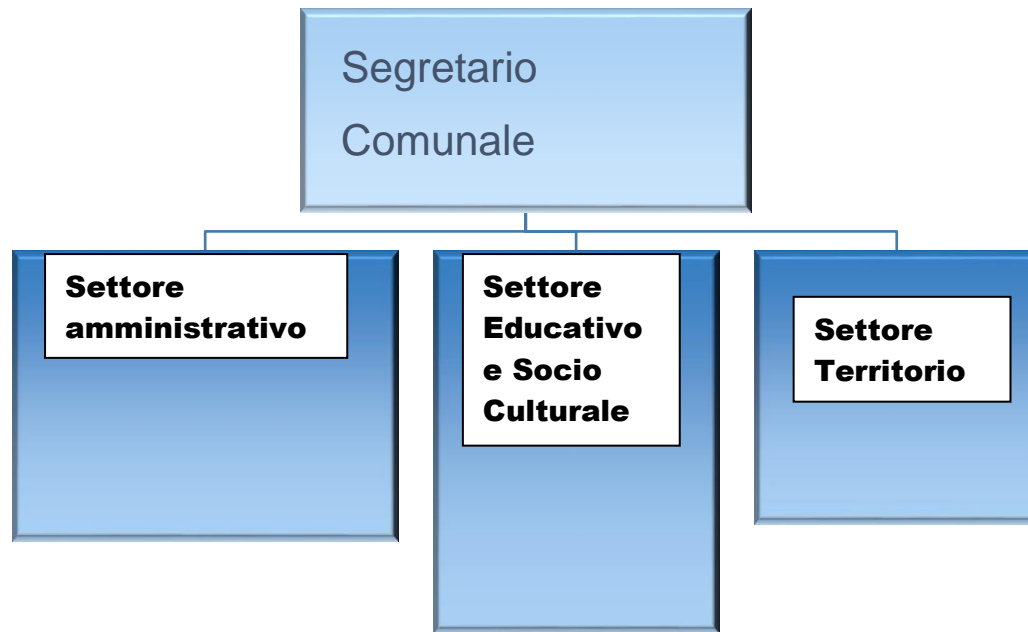 Segretario
Comunale
Settore
amministrativo
Settore
Educativo
e Socio
Culturale
Settore
Territorio